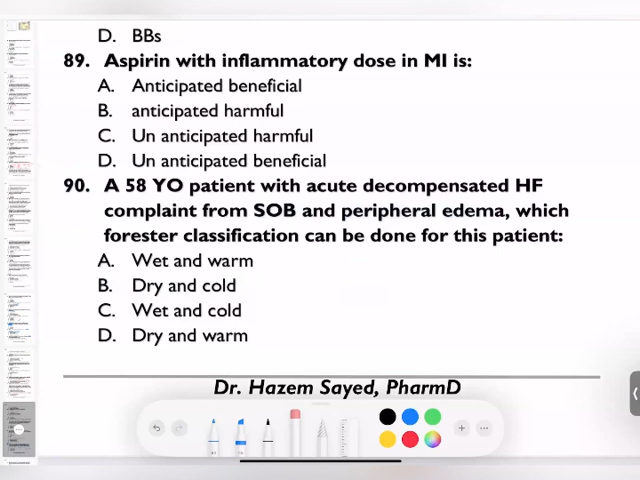 D. BBs
89. Aspirin with inflammatory dose in MI is:
A. Anticipated beneficial
B. anticipated harmful
C. Un anticipated harmful
D. Un anticipated beneficial
90. A 58 YO patient with acute decompensated HF
complaint from SOB and peripheral edema, which
forester classification can be done for this patient:
A. Wet and warm
B. Dry and cold
C. Wet and cold
D. Dry and warm
Dr. Hazem Sayed, PharmD